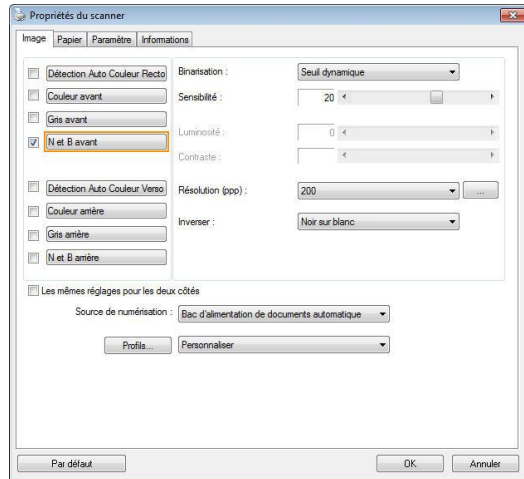 Propriétés du scanner
Image Papier Paramètre Informations
Détection Auto Couleur Recto
Couleur avant
Gris avant
N et B avant
Détection Auto Couleur Verso
Couleur arrière
Gris arrière
N et B arrière
Binarisation : Seuil dynamique
Sensibilité : 20
Luminosité : 0
Contraste :
Résolution (ppp) : 200 ...
Inverser : Noir sur blanc
Les mêmes réglages pour les deux côtés
Source de numérisation : Bac d'alimentation de documents automatique
Profils... Personnaliser
Par défaut OK Annuler